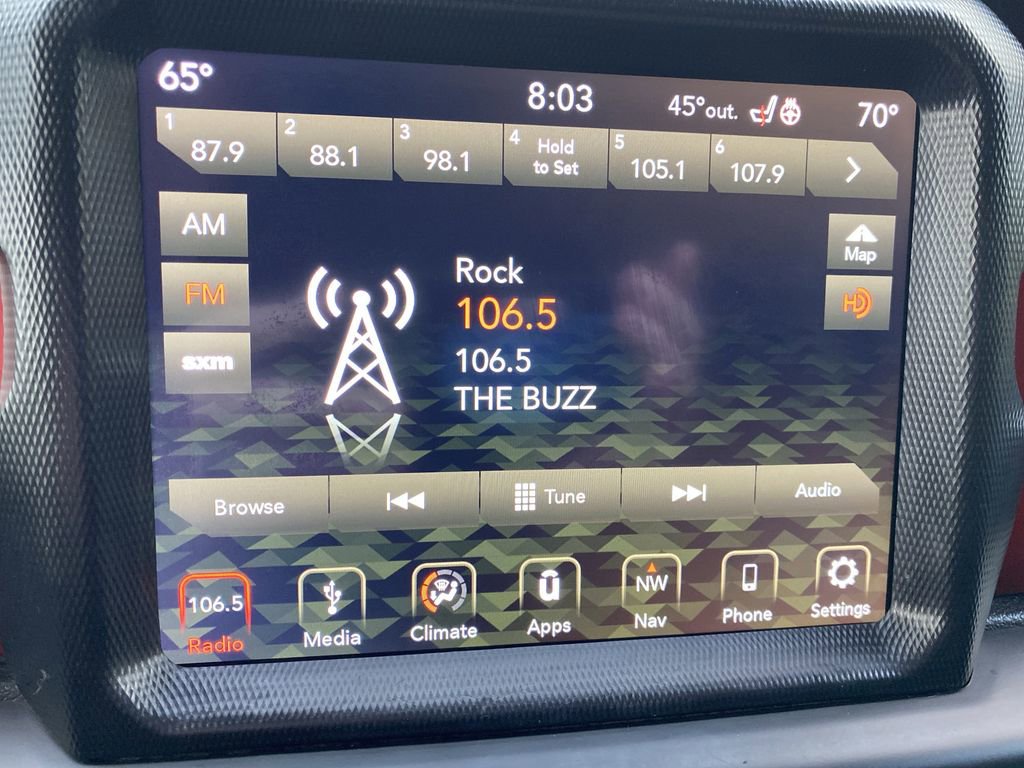 65°
8:03
45°out.
70°
1
87.9
2
88.1
3
98.1
4
Hold
to Set
5
105.1
6
107.9
AM
FM
sxm
Rock
106.5
106.5
THE BUZZ
Map
HD
Browse
Tune
Audio
106.5
Radio
Media
Climate
u
Apps
NW
Nav
Phone
Settings